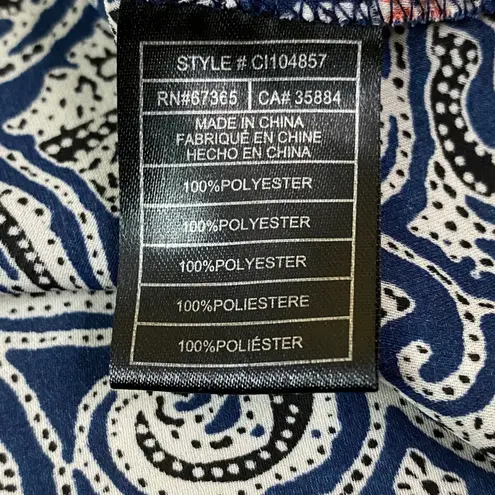 STYLE # CI104857
RN#67365 CA# 35884
MADE IN CHINA
FABRIQUÉ EN CHINE
HECHO EN CHINA
100%POLYESTER
100%POLYESTER
100%POLYESTER
100%POLIESTERE
100%POLIÉSTER